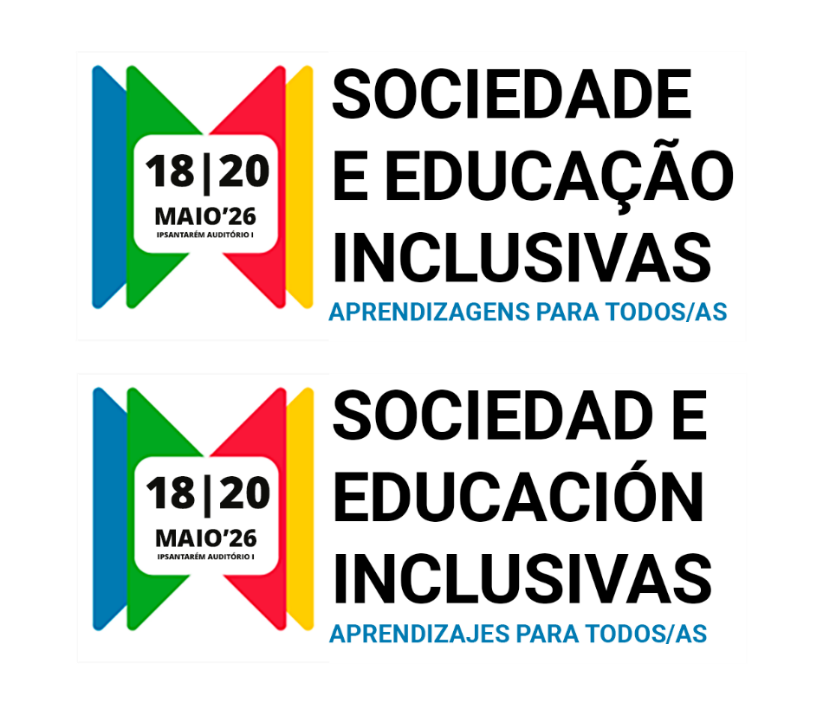 18|20
MAIO'26
IPSANTARÉM AUDITÓRIO I
SOCIEDADE
E EDUCAÇÃO
INCLUSIVAS
APRENDIZAGENS PARA TODOS/AS
18|20
MAIO'26
IPSANTARÉM AUDITÓRIO I
SOCIEDAD E
EDUCACIÓN
INCLUSIVAS
APRENDIZAJES PARA TODOS/AS